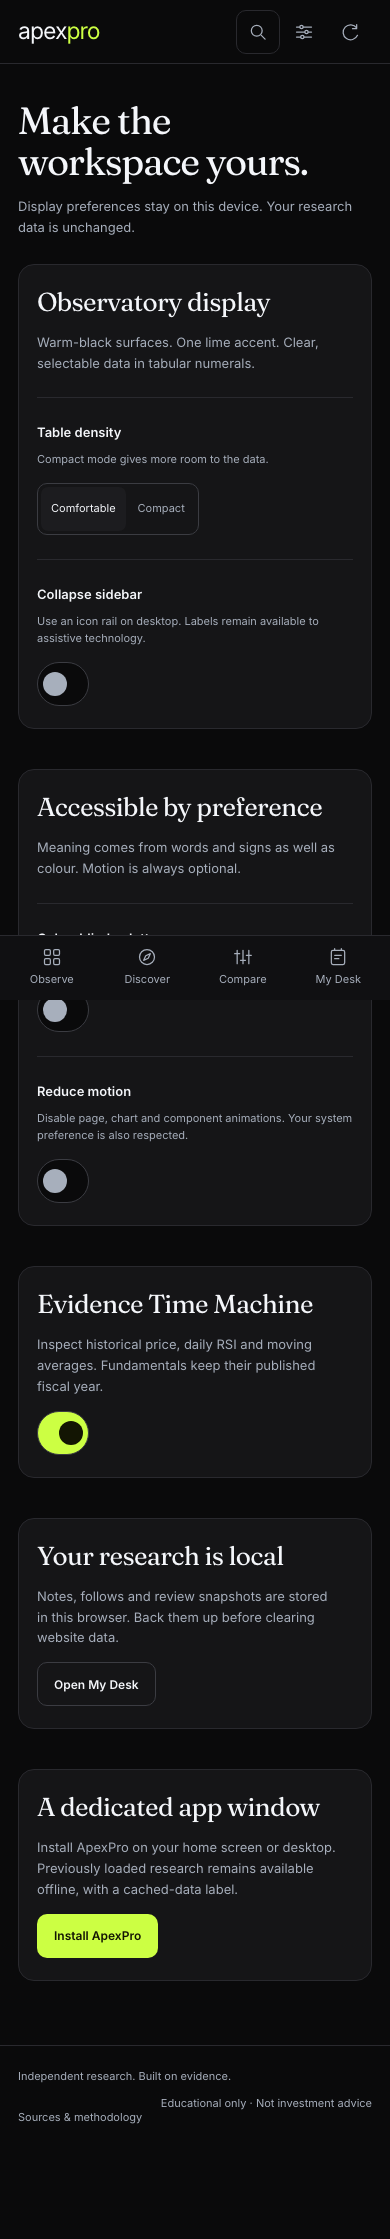 apexpro
Make the
workspace yours.
Display preferences stay on this device. Your research
data is unchanged.
Observatory display
Warm-black surfaces. One lime accent. Clear,
selectable data in tabular numerals.
Table density
Compact mode gives more room to the data.
Comfortable
Compact
Collapse sidebar
Use an icon rail on desktop. Labels remain available to
assistive technology.
Accessible by preference
Meaning comes from words and signs as well as
colour. Motion is always optional.
Observe
Discover
Compare
My Desk
Reduce motion
Disable page, chart and component animations. Your system
preference is also respected.
Evidence Time Machine
Inspect historical price, daily RSI and moving
averages. Fundamentals keep their published
fiscal year.
Your research is local
Notes, follows and review snapshots are stored
in this browser. Back them up before clearing
website data.
Open My Desk
A dedicated app window
Install ApexPro on your home screen or desktop.
Previously loaded research remains available
offline, with a cached-data label.
Install ApexPro
Independent research. Built on evidence.
Educational only · Not investment advice
Sources & methodology